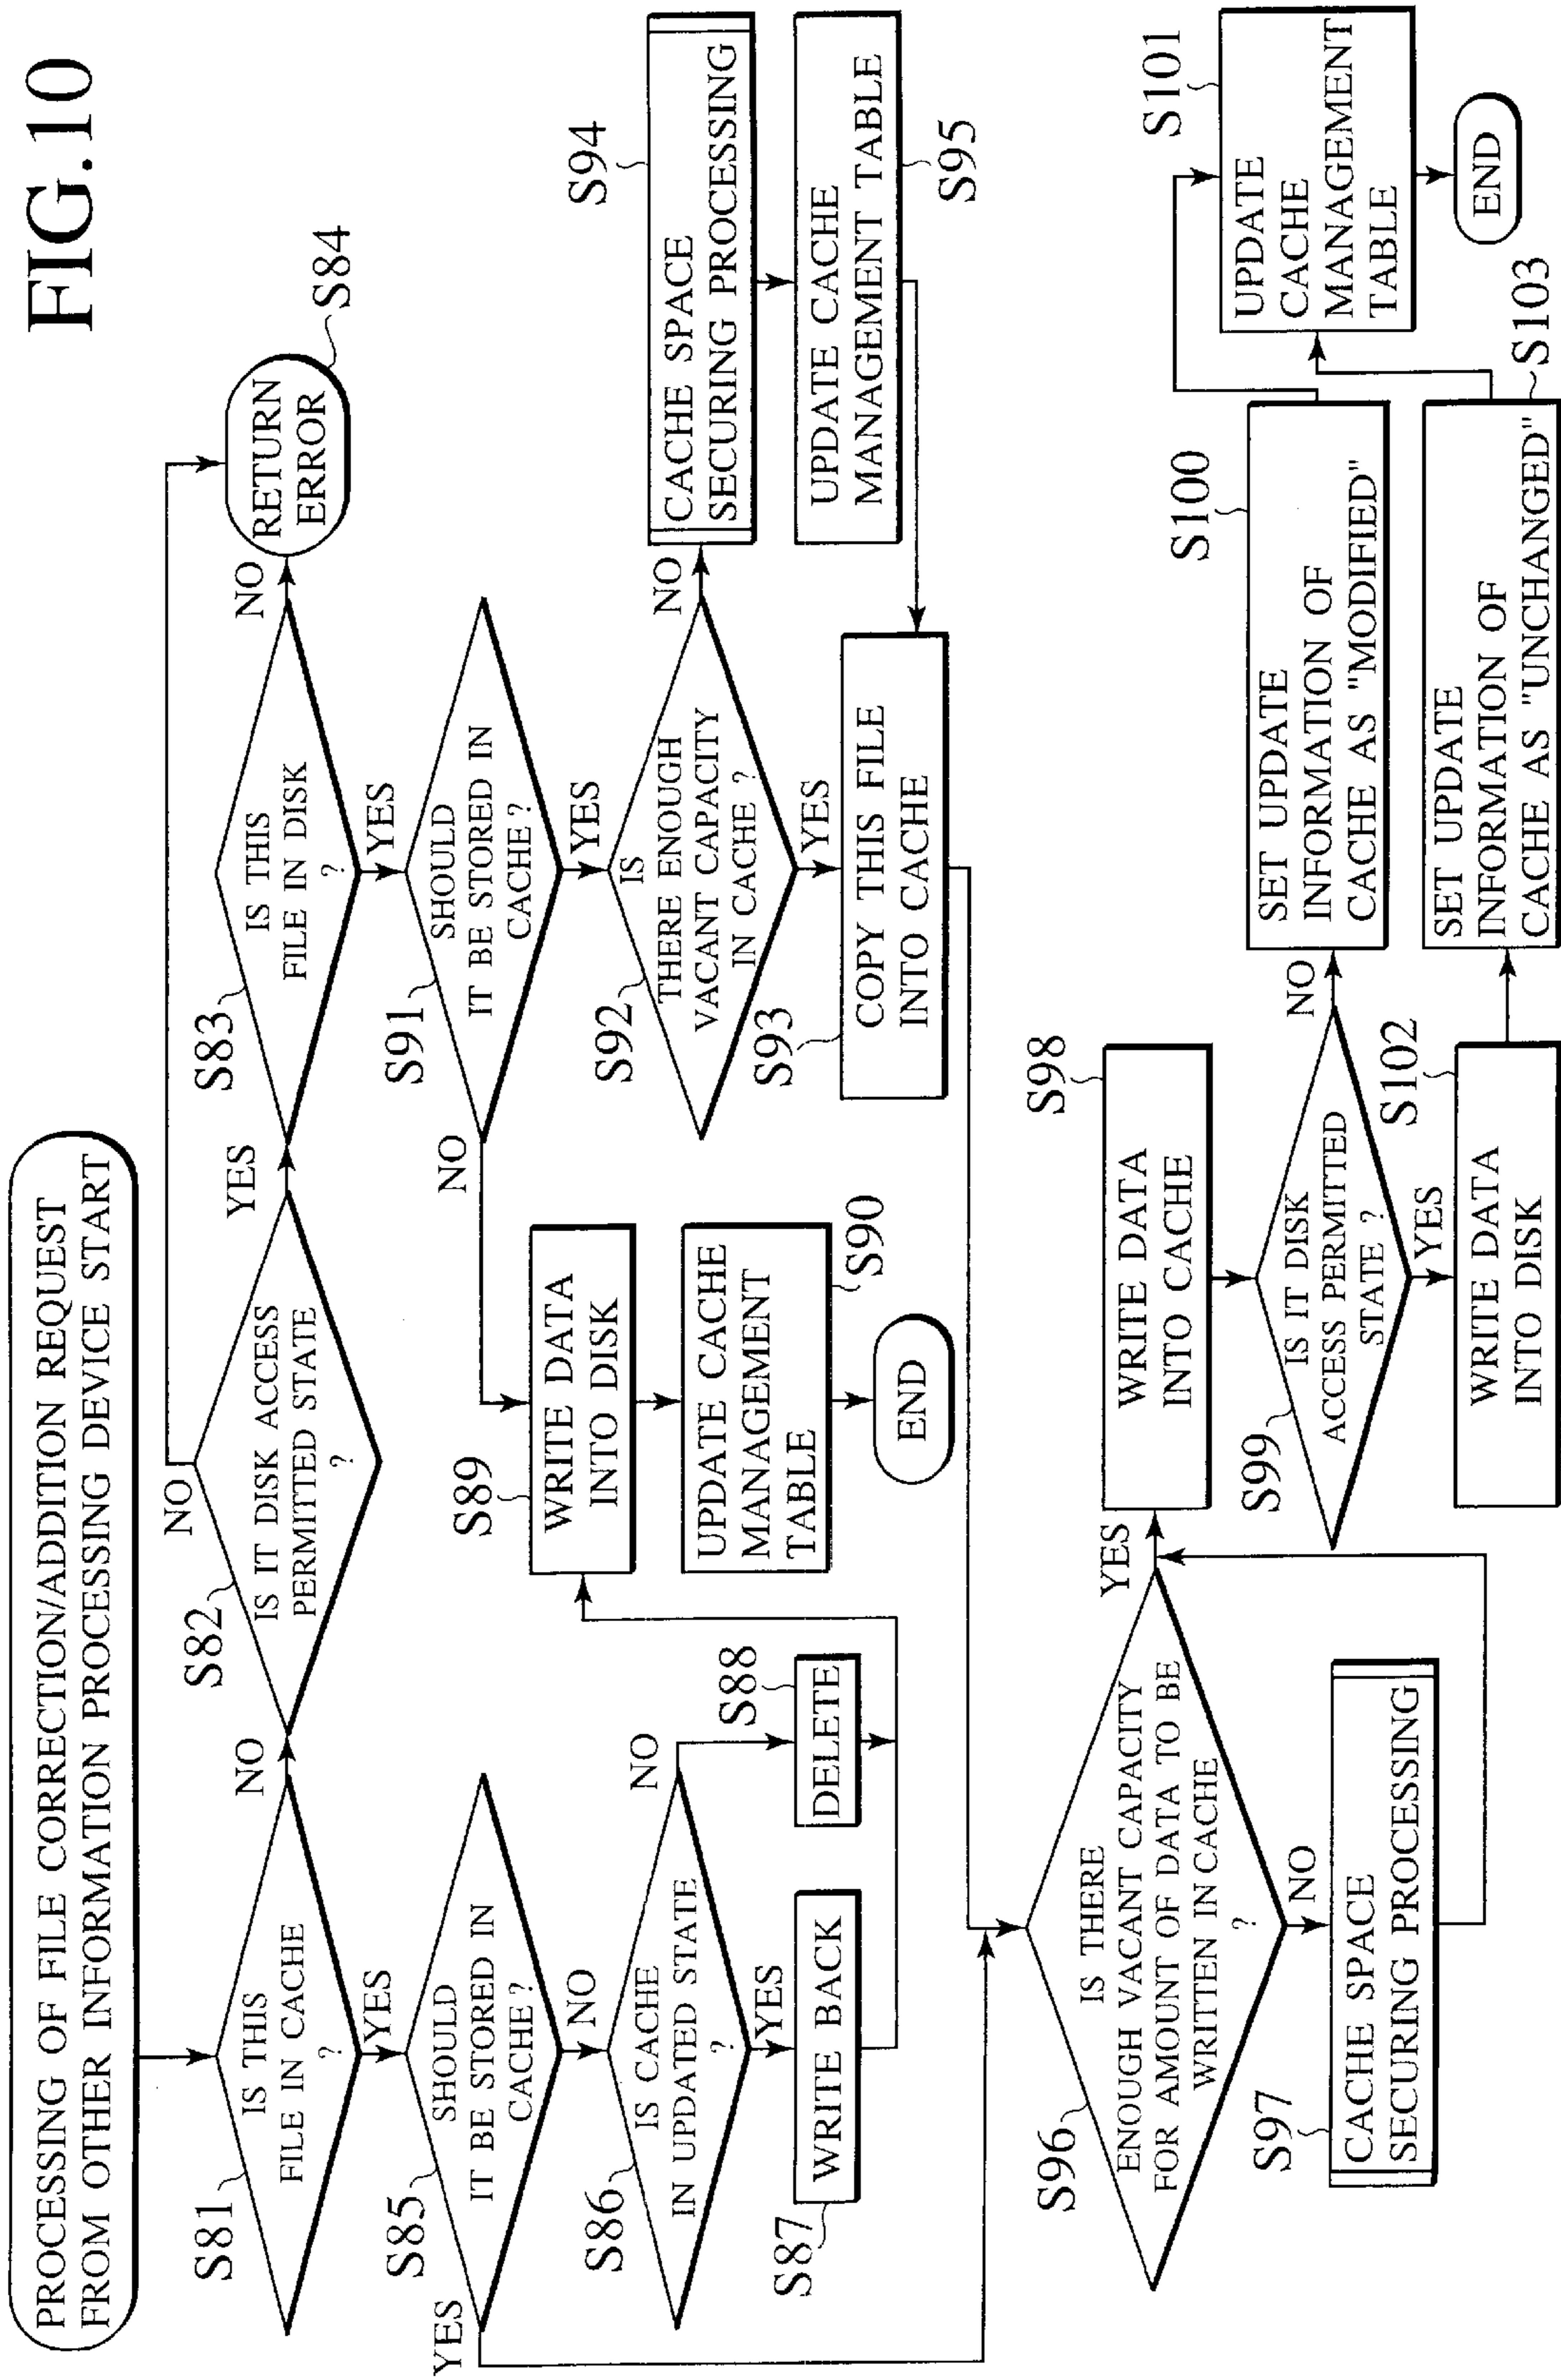 FIG.10
PROCESSING OF FILE CORRECTION/ADDITION REQUEST
FROM OTHER INFORMATION PROCESSING DEVICE START
S81
IS THIS
FILE IN CACHE
?
NO
YES
S82
IS IT DISK ACCESS
PERMITTED STATE
?
NO
YES
S83
IS THIS
FILE IN DISK
?
NO
YES
RETURN
ERROR
S84
S85
SHOULD
IT BE STORED IN
CACHE ?
YES
NO
S86
IS CACHE
IN UPDATED STATE
?
NO
YES
S87
WRITE BACK
S88
DELETE
S89
WRITE DATA
INTO DISK
UPDATE CACHE
MANAGEMENT
TABLE
S90
END
S91
SHOULD
IT BE STORED IN
CACHE ?
NO
YES
S92
IS
THERE ENOUGH
VACANT CAPACITY
IN CACHE ?
NO
YES
S93
COPY THIS FILE
INTO CACHE
S94
CACHE SPACE
SECURING PROCESSING
UPDATE CACHE
MANAGEMENT TABLE
S95
S96
IS THERE
ENOUGH VACANT CAPACITY
FOR AMOUNT OF DATA TO BE
WRITTEN IN CACHE
?
YES
NO
S97
CACHE SPACE
SECURING PROCESSING
S98
WRITE DATA
INTO CACHE
S99
IS IT DISK
ACCESS PERMITTED
STATE ?
NO
YES
S102
WRITE DATA
INTO DISK
S100
SET UPDATE
INFORMATION OF
CACHE AS "MODIFIED"
SET UPDATE
INFORMATION OF
CACHE AS "UNCHANGED"
S103
S101
UPDATE
CACHE
MANAGEMENT
TABLE
END